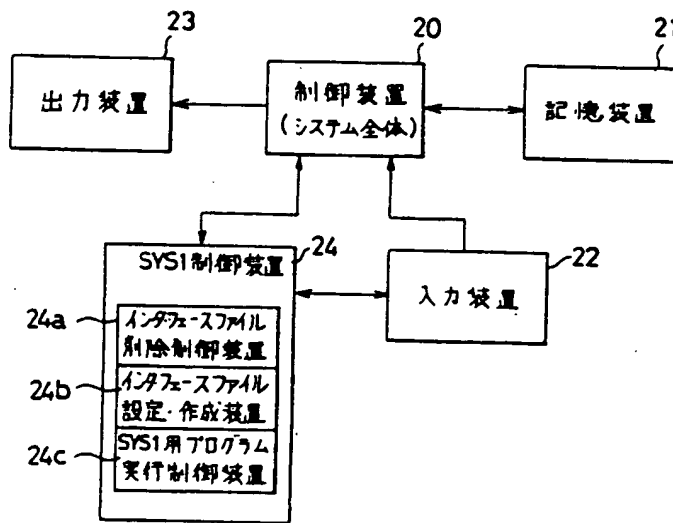 23
出力装置
20
制御装置
(システム全体)
21
記憶装置
24
SYS1制御装置
24a
インタフェースファイル
削除制御装置
24b
インタフェースファイル
設定・作成装置
24c
SYS1用プログラム
実行制御装置
22
入力装置